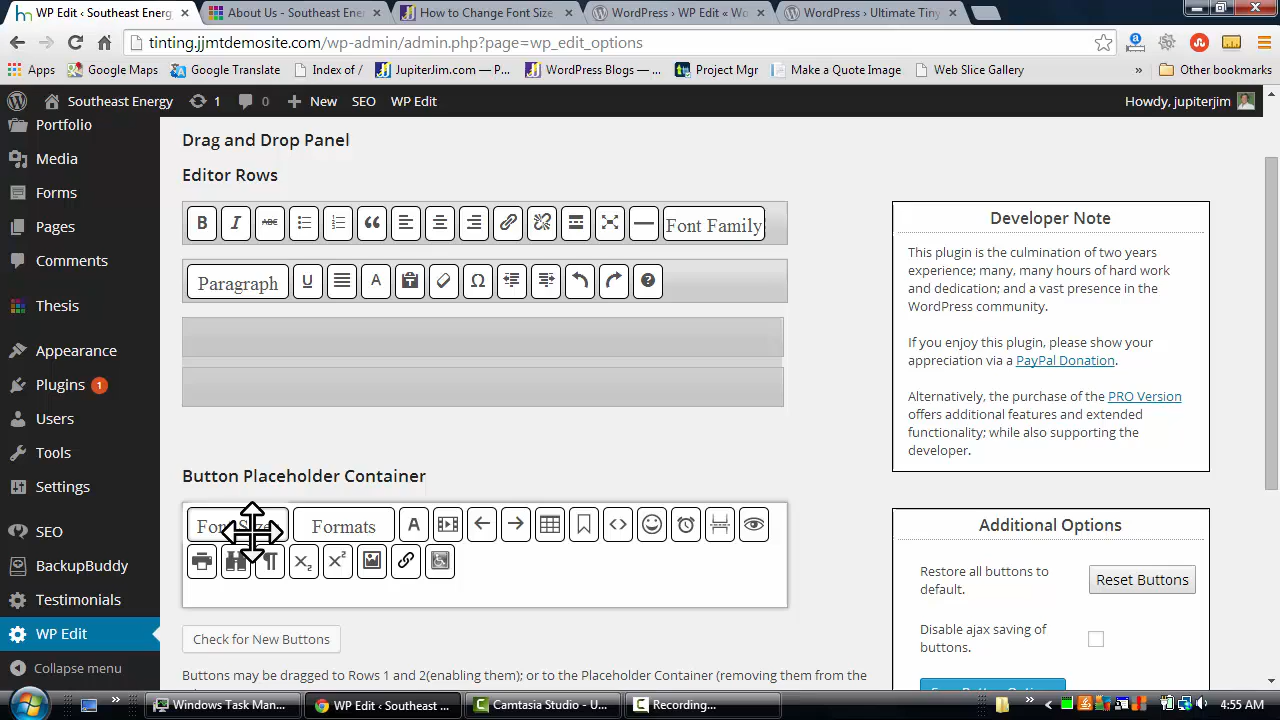 WP Edit ‹ Southeast Energy
About Us - Southeast Ene
How to Change Font Size
WordPress › WP Edit « Wo
WordPress › Ultimate Tiny
tinting.jjmtdemosite.com/wp-admin/admin.php?page=wp_edit_options
Apps
Google Maps
Google Translate
Index of /
JupiterJim.com — P...
WordPress Blogs — ...
Project Mgr
Make a Quote Image
Web Slice Gallery
»
Other bookmarks
Southeast Energy
1
0
New
SEO
WP Edit
Howdy, jupiterjim
Portfolio
Media
Forms
Pages
Comments
Thesis
Appearance
Plugins 1
Users
Tools
Settings
SEO
BackupBuddy
Testimonials
WP Edit
Collapse menu
Drag and Drop Panel
Editor Rows
B I ABC Font Family
Paragraph U A Ω
Button Placeholder Container
Formats A
Check for New Buttons
Buttons may be dragged to Rows 1 and 2(enabling them); or to the Placeholder Container (removing them from the
Developer Note
This plugin is the culmination of two years
experience; many, many hours of hard work
and dedication; and a vast presence in the
WordPress community.
If you enjoy this plugin, please show your
appreciation via a PayPal Donation.
Alternatively, the purchase of the PRO Version
offers additional features and extended
functionality; while also supporting the
developer.
Additional Options
Restore all buttons to
default.
Reset Buttons
Disable ajax saving of
buttons.
Windows Task Man...
WP Edit ‹ Southeast ...
Camtasia Studio - U...
Recording...
4:55 AM